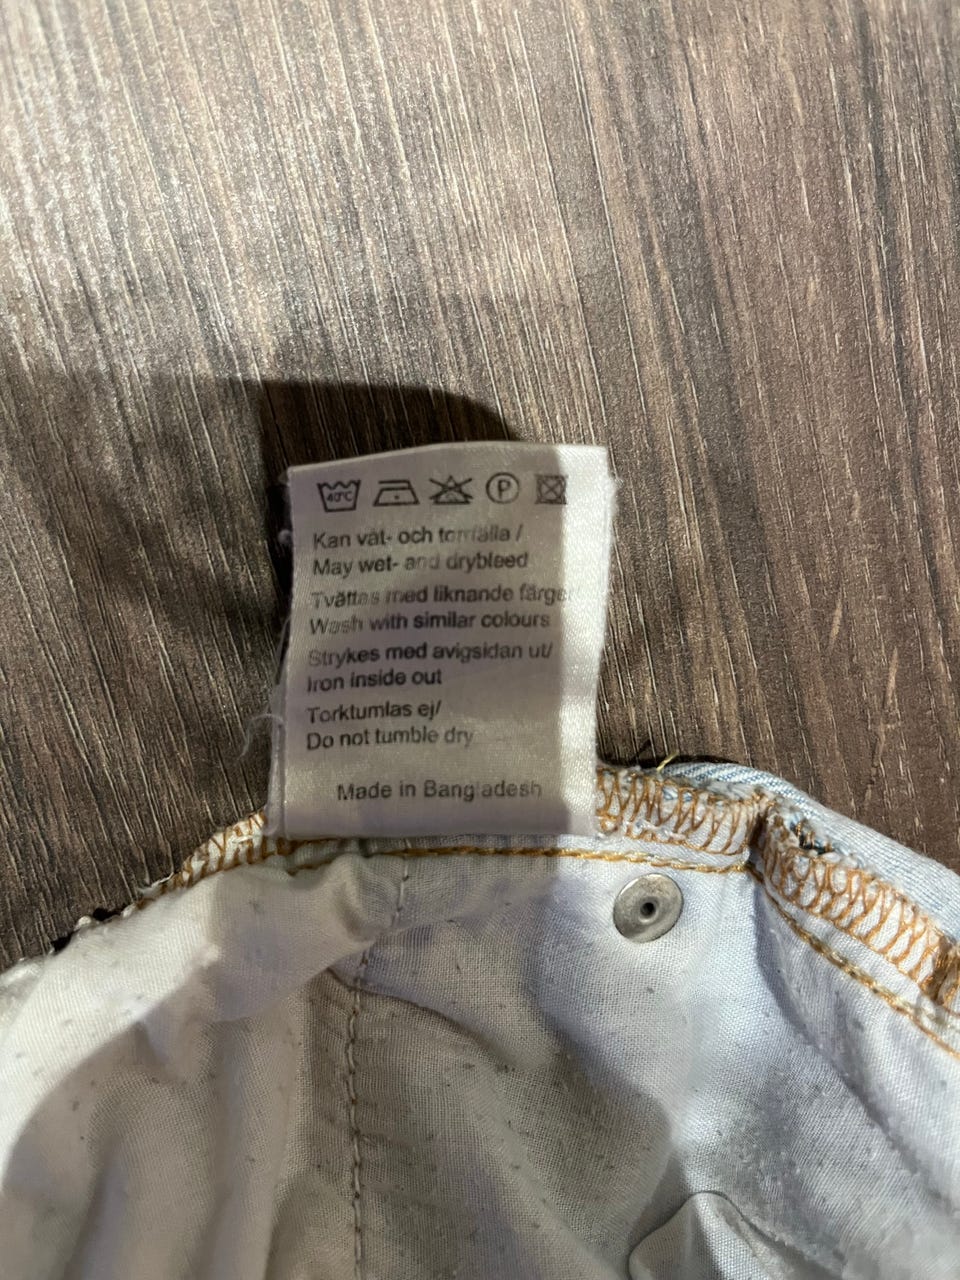 40°C P
Kan våt- och torrfälla /
May wet- and drybleed
Tvättas med liknande färger
Wash with similar colours
Strykes med avigsidan ut/
Iron inside out
Torktumlas ej/
Do not tumble dry
Made in Bangladesh